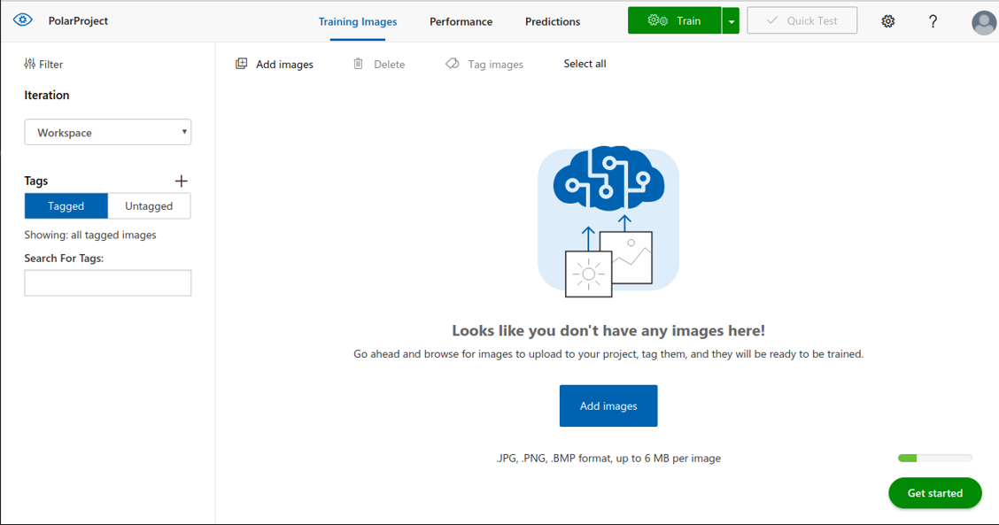 PolarProject
Training Images
Performance
Predictions
Train
Quick Test
?
Filter
Iteration
Workspace
Tags
Tagged
Untagged
Showing: all tagged images
Search For Tags:
Add images
Delete
Tag images
Select all
Looks like you don't have any images here!
Go ahead and browse for images to upload to your project, tag them, and they will be ready to be trained.
Add images
.JPG, .PNG, .BMP format, up to 6 MB per image
Get started